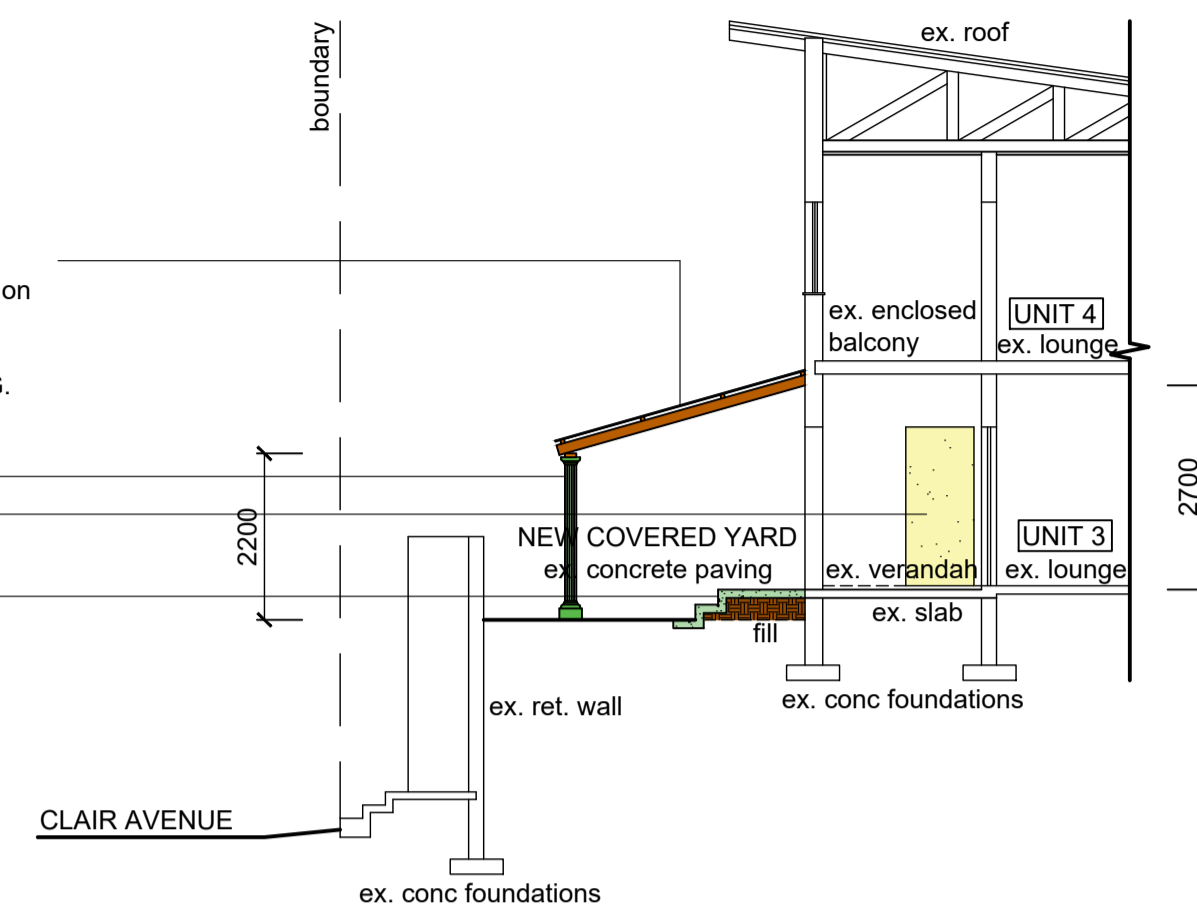 boundary
ex. roof
on
ex. enclosed
balcony
UNIT 4
ex. lounge
2200
2700
NEW COVERED YARD
ex. concrete paving
ex. verandah
UNIT 3
ex. lounge
ex. slab
fill
ex. conc foundations
ex. ret. wall
CLAIR AVENUE
ex. conc foundations